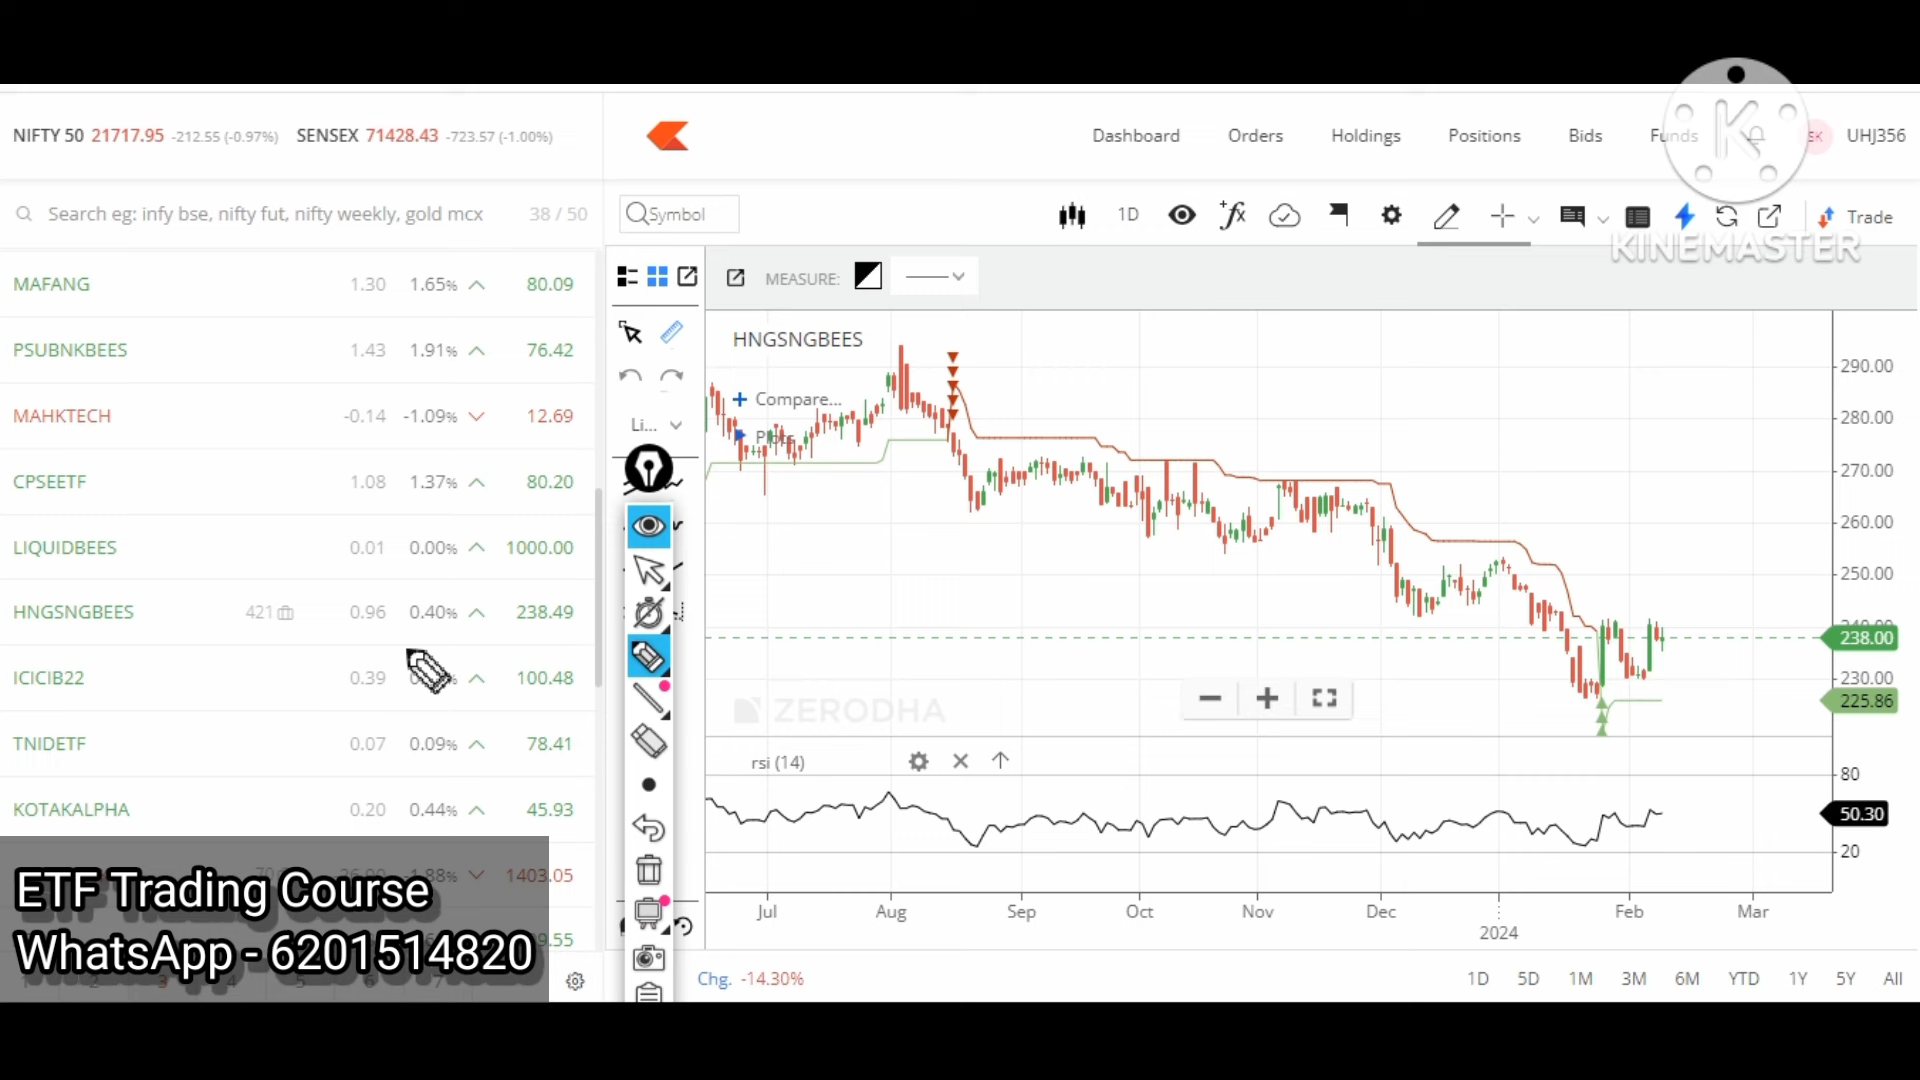 NIFTY 50 21717.95 -212.55 (-0.97%) SENSEX 71428.43 -723.57 (-1.00%)
Dashboard Orders Holdings Positions Bids Funds SK UHJ356
KINEMASTER
Search eg: infy bse, nifty fut, nifty weekly, gold mcx 38 / 50
Symbol 1D Trade
MEASURE:
MAFANG 1.30 1.65% 80.09
PSUBNKBEES 1.43 1.91% 76.42
MAHKTECH -0.14 -1.09% 12.69
CPSEETF 1.08 1.37% 80.20
LIQUIDBEES 0.01 0.00% 1000.00
HNGSNGBEES 421 0.96 0.40% 238.49
ICICIB22 0.39 100.48
TNIDETF 0.07 0.09% 78.41
KOTAKALPHA 0.20 0.44% 45.93
1403.05
ETF Trading Course
WhatsApp - 6201514820
Li...
HNGSNGBEES
Compare...
Plots
290.00
280.00
270.00
260.00
250.00
240.00
238.00
230.00
225.86
ZERODHA
rsi (14)
80
50.30
20
Jul Aug Sep Oct Nov Dec 2024 Feb Mar
Chg. -14.30%
1D 5D 1M 3M 6M YTD 1Y 5Y All